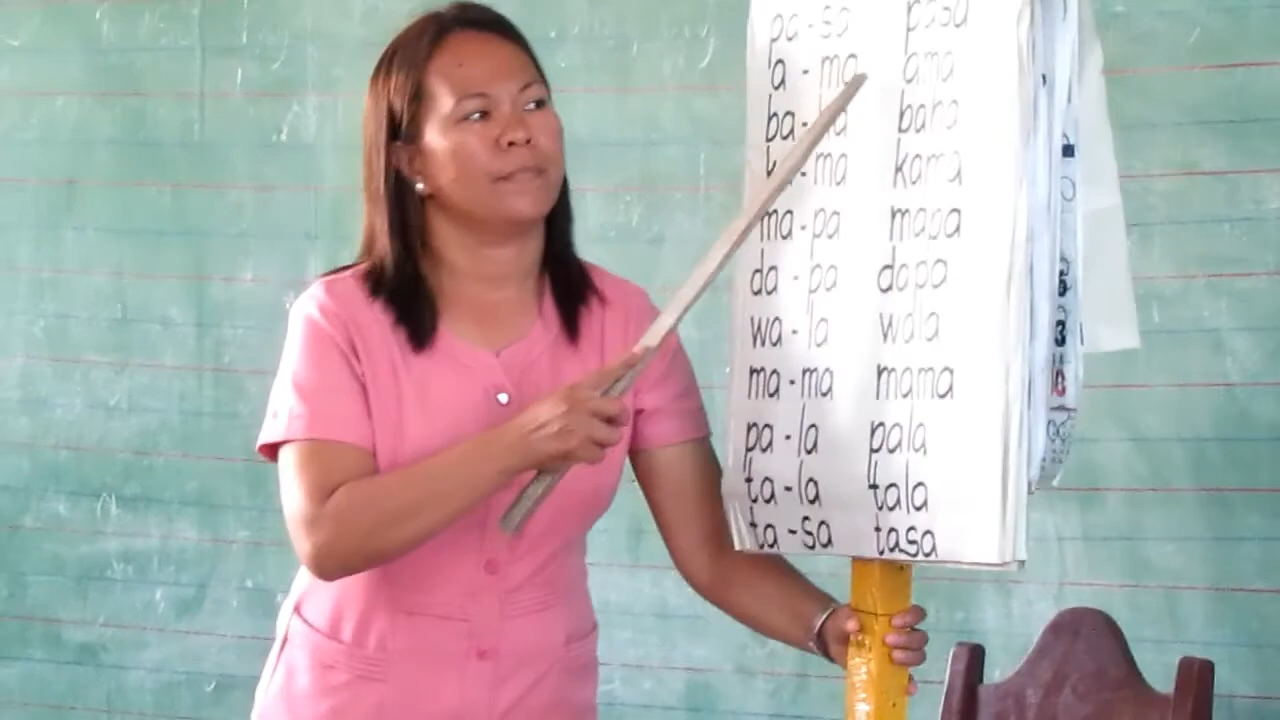 pa-sa pasa
a-ma ama
ba- baha
ma kama
ma-pa mapa
da-pa dapa
wa-la wala
ma-ma mama
pa-la pala
ta-la tala
ta-sa tasa
3